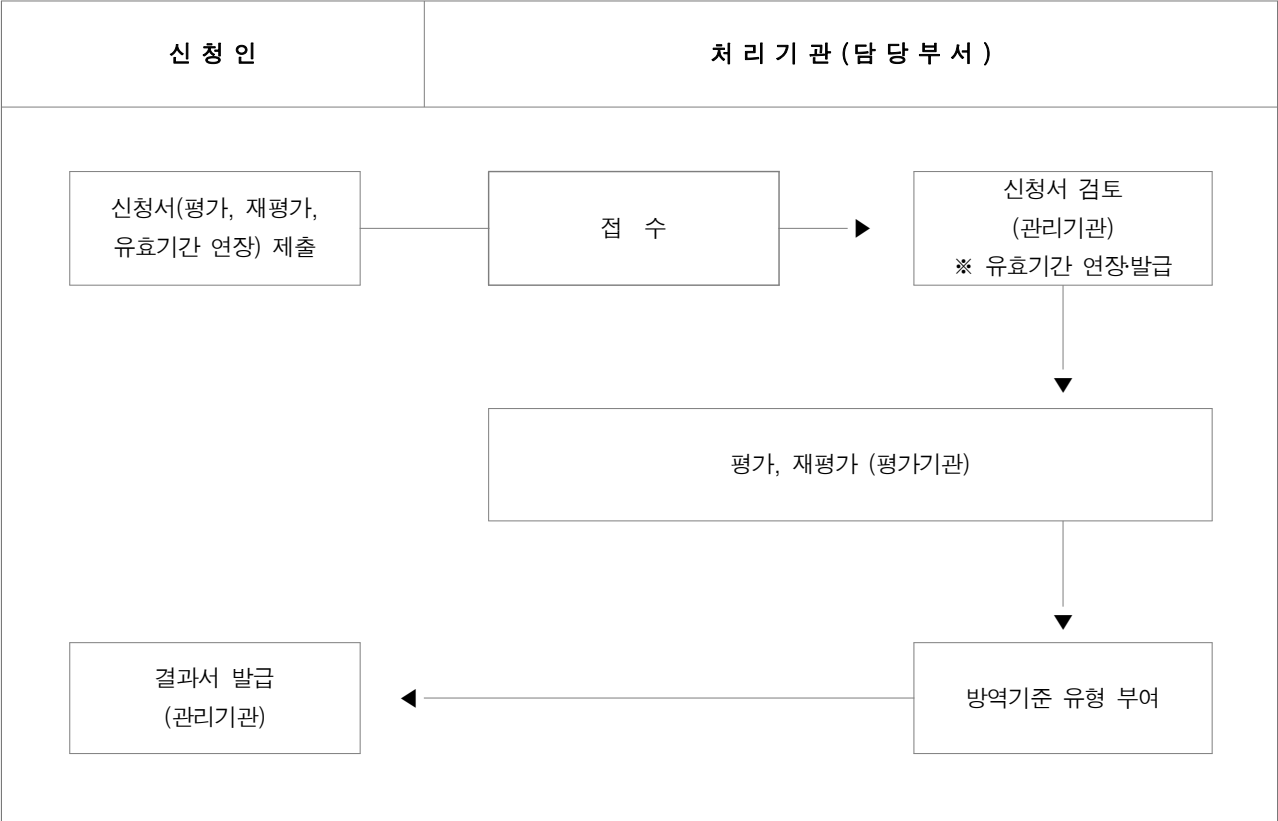 신 청 인
처 리 기 관 (담 당 부 서 )
신청서(평가, 재평가,
유효기간 연장) 제출
접 수
신청서 검토
(관리기관)
※ 유효기간 연장·발급
평가, 재평가 (평가기관)
결과서 발급
(관리기관)
방역기준 유형 부여